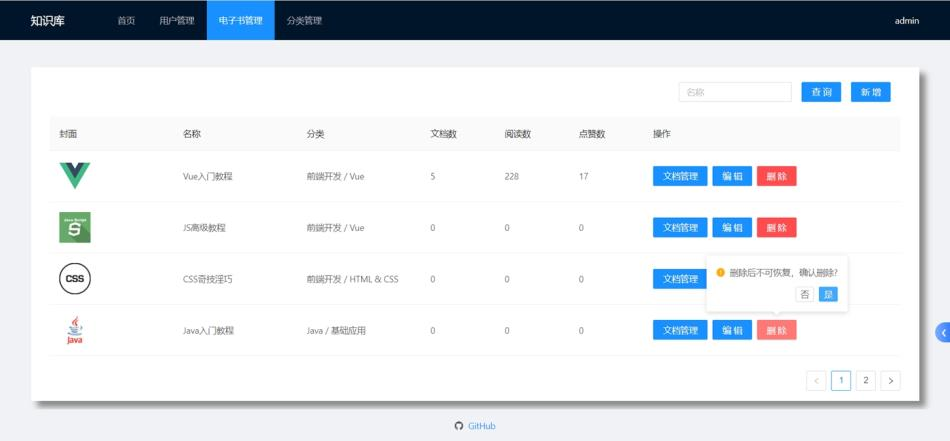 知识库 首页 用户管理 电子书管理 分类管理 admin
名称 查 询 新 增
封面 名称 分类 文档数 阅读数 点赞数 操作
Vue入门教程 前端开发 / Vue 5 228 17 文档管理 编 辑 删 除
Java Script
S
JS高级教程 前端开发 / Vue 0 0 0 文档管理 编 辑 删 除
CSS CSS奇技淫巧 前端开发 / HTML & CSS 0 0 0 文档管理
删除后不可恢复，确认删除?
否 是
Java Java入门教程 Java / 基础应用 0 0 0 文档管理 编 辑 删 除
< 1 2 >
GitHub